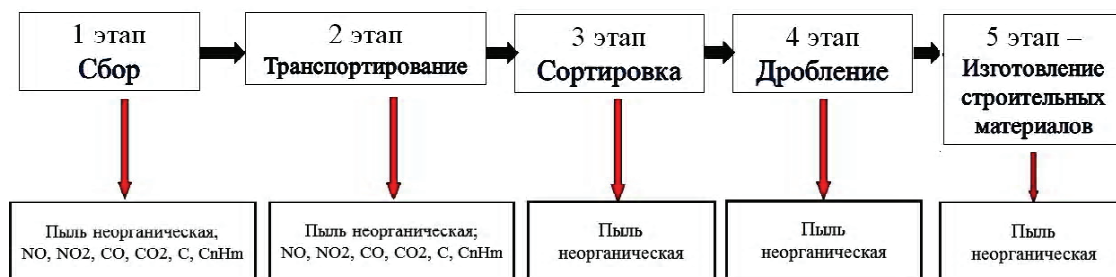 1 этап
Сбор
2 этап
Транспортирование
3 этап
Сортировка
4 этап
Дробление
5 этап –
Изготовление
строительных
материалов
Пыль неорганическая;
NO, NO2, CO, CO2, C, CnHm
Пыль неорганическая;
NO, NO2, CO, CO2, C, CnHm
Пыль
неорганическая
Пыль
неорганическая
Пыль
неорганическая